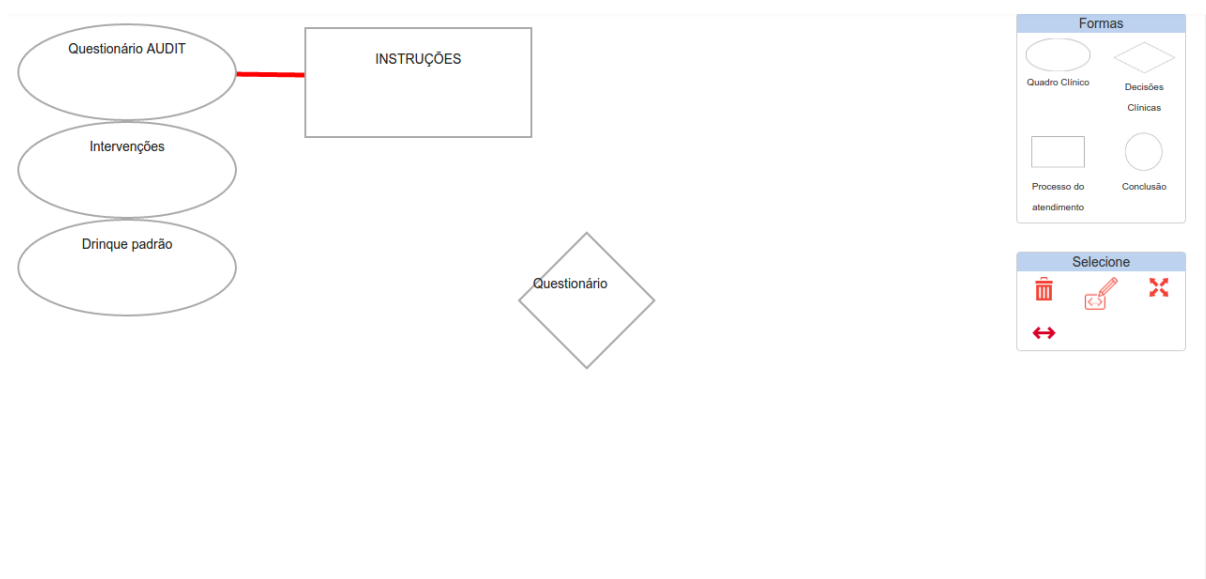 Questionário AUDIT
INSTRUÇÕES
Intervenções
Drinque padrão
Questionário
Formas
Quadro Clínico
Decisões
Clínicas
Processo do
atendimento
Conclusão
Selecione